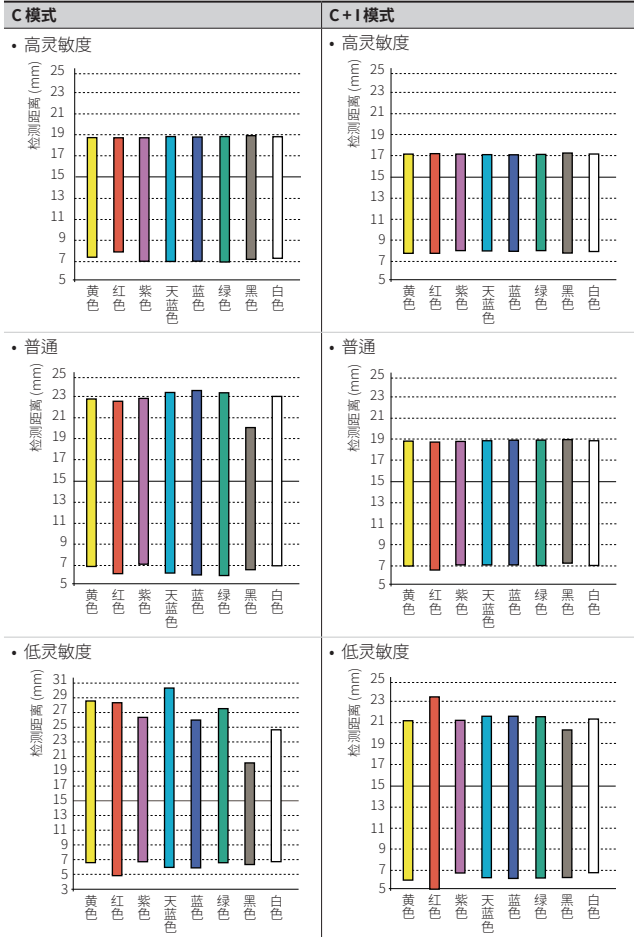 C 模式
C + I 模式
• 高灵敏度
检测距离 (mm)
25
23
21
19
17
15
13
11
9
7
5
黄色
红色
紫色
天蓝色
蓝色
绿色
黑色
白色
• 高灵敏度
检测距离 (mm)
25
23
21
19
17
15
13
11
9
7
5
黄色
红色
紫色
天蓝色
蓝色
绿色
黑色
白色
• 普通
检测距离 (mm)
25
23
21
19
17
15
13
11
9
7
5
黄色
红色
紫色
天蓝色
蓝色
绿色
黑色
白色
• 普通
检测距离 (mm)
25
23
21
19
17
15
13
11
9
7
5
黄色
红色
紫色
天蓝色
蓝色
绿色
黑色
白色
• 低灵敏度
检测距离 (mm)
31
29
27
25
23
21
19
17
15
13
11
9
7
5
3
黄色
红色
紫色
天蓝色
蓝色
绿色
黑色
白色
• 低灵敏度
检测距离 (mm)
25
23
21
19
17
15
13
11
9
7
5
黄色
红色
紫色
天蓝色
蓝色
绿色
黑色
白色